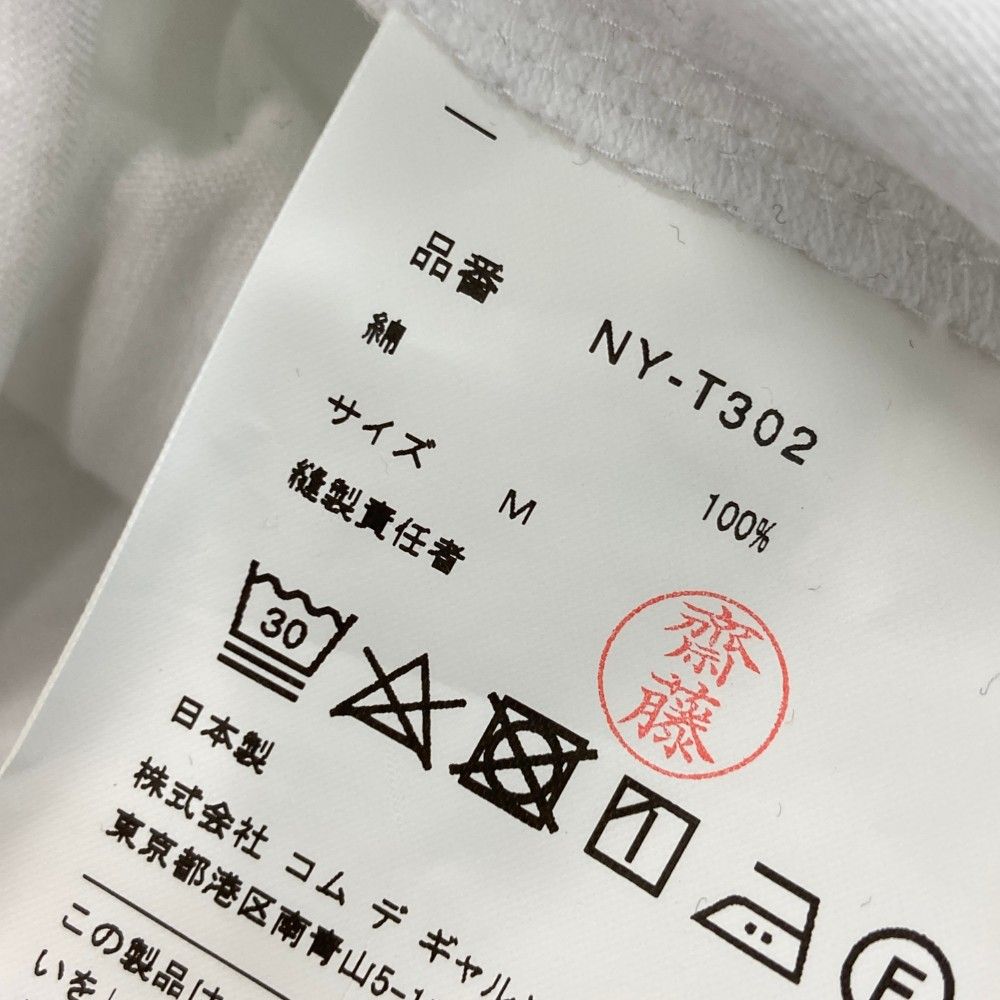 品番 NY-T302
綿 100%
サイズ M
縫製責任者
齋藤
30
日本製
株式会社 コム デ ギャル
東京都港区南青山5-1
F
この製品は
いを